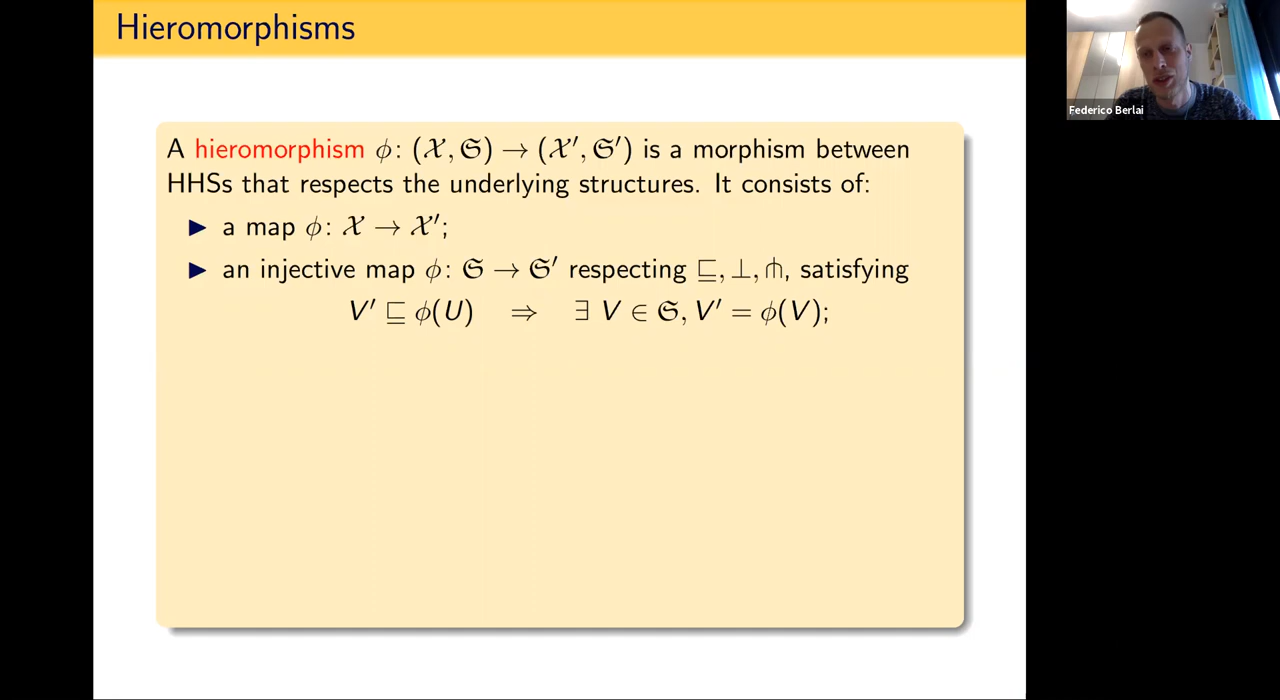 Hieromorphisms
A hieromorphism ϕ: (𝒳, 𝔖) → (𝒳′, 𝔖′) is a morphism between
HHSs that respects the underlying structures. It consists of:
▶ a map ϕ: 𝒳 → 𝒳′;
▶ an injective map ϕ: 𝔖 → 𝔖′ respecting ⊑, ⊥, ⋔, satisfying
V′ ⊑ ϕ(U) ⇒ ∃ V ∈ 𝔖, V′ = ϕ(V);
Federico Berlai